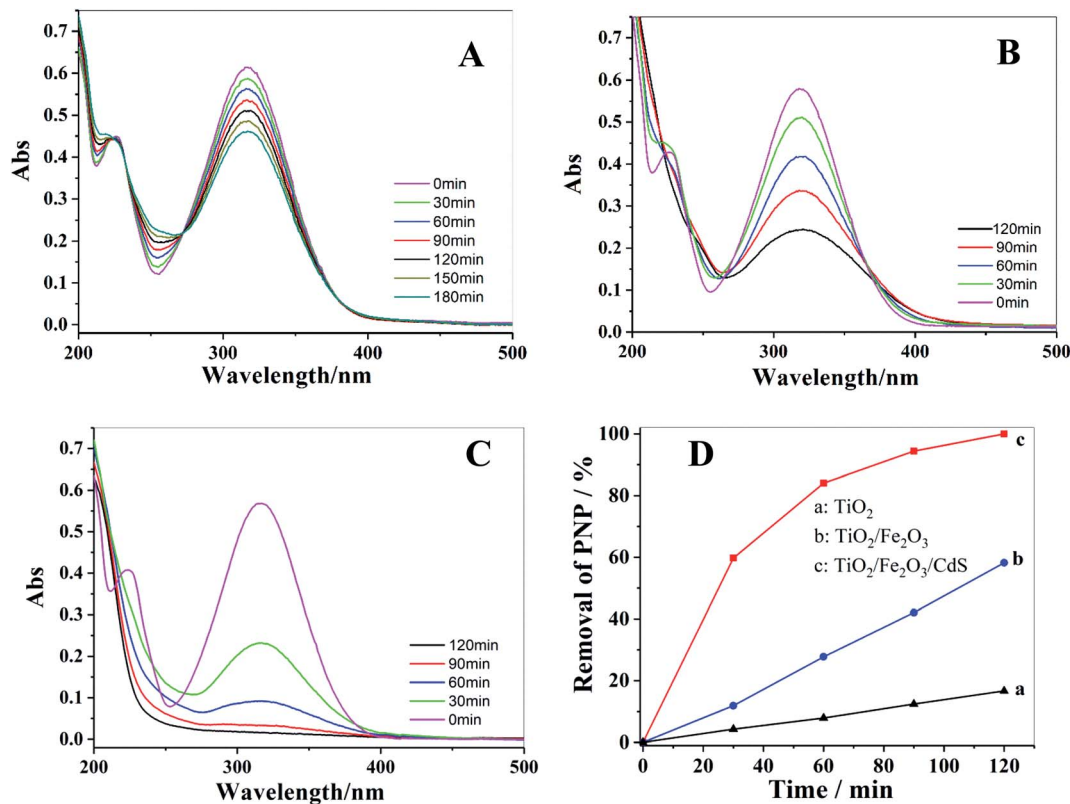 A
0.7
0.6
0.5
0.4
0.3
0.2
0.1
0.0
Abs
0min
30min
60min
90min
120min
150min
180min
200 300 400 500
Wavelength/nm
B
0.7
0.6
0.5
0.4
0.3
0.2
0.1
0.0
Abs
120min
90min
60min
30min
0min
200 300 400 500
Wavelength/nm
C
0.7
0.6
0.5
0.4
0.3
0.2
0.1
0.0
Abs
120min
90min
60min
30min
0min
200 300 400 500
Wavelength/nm
D
100
80
60
40
20
0
Removal of PNP / %
c
a: TiO₂
b: TiO₂/Fe₂O₃
c: TiO₂/Fe₂O₃/CdS
b
a
0 20 40 60 80 100 120
Time / min